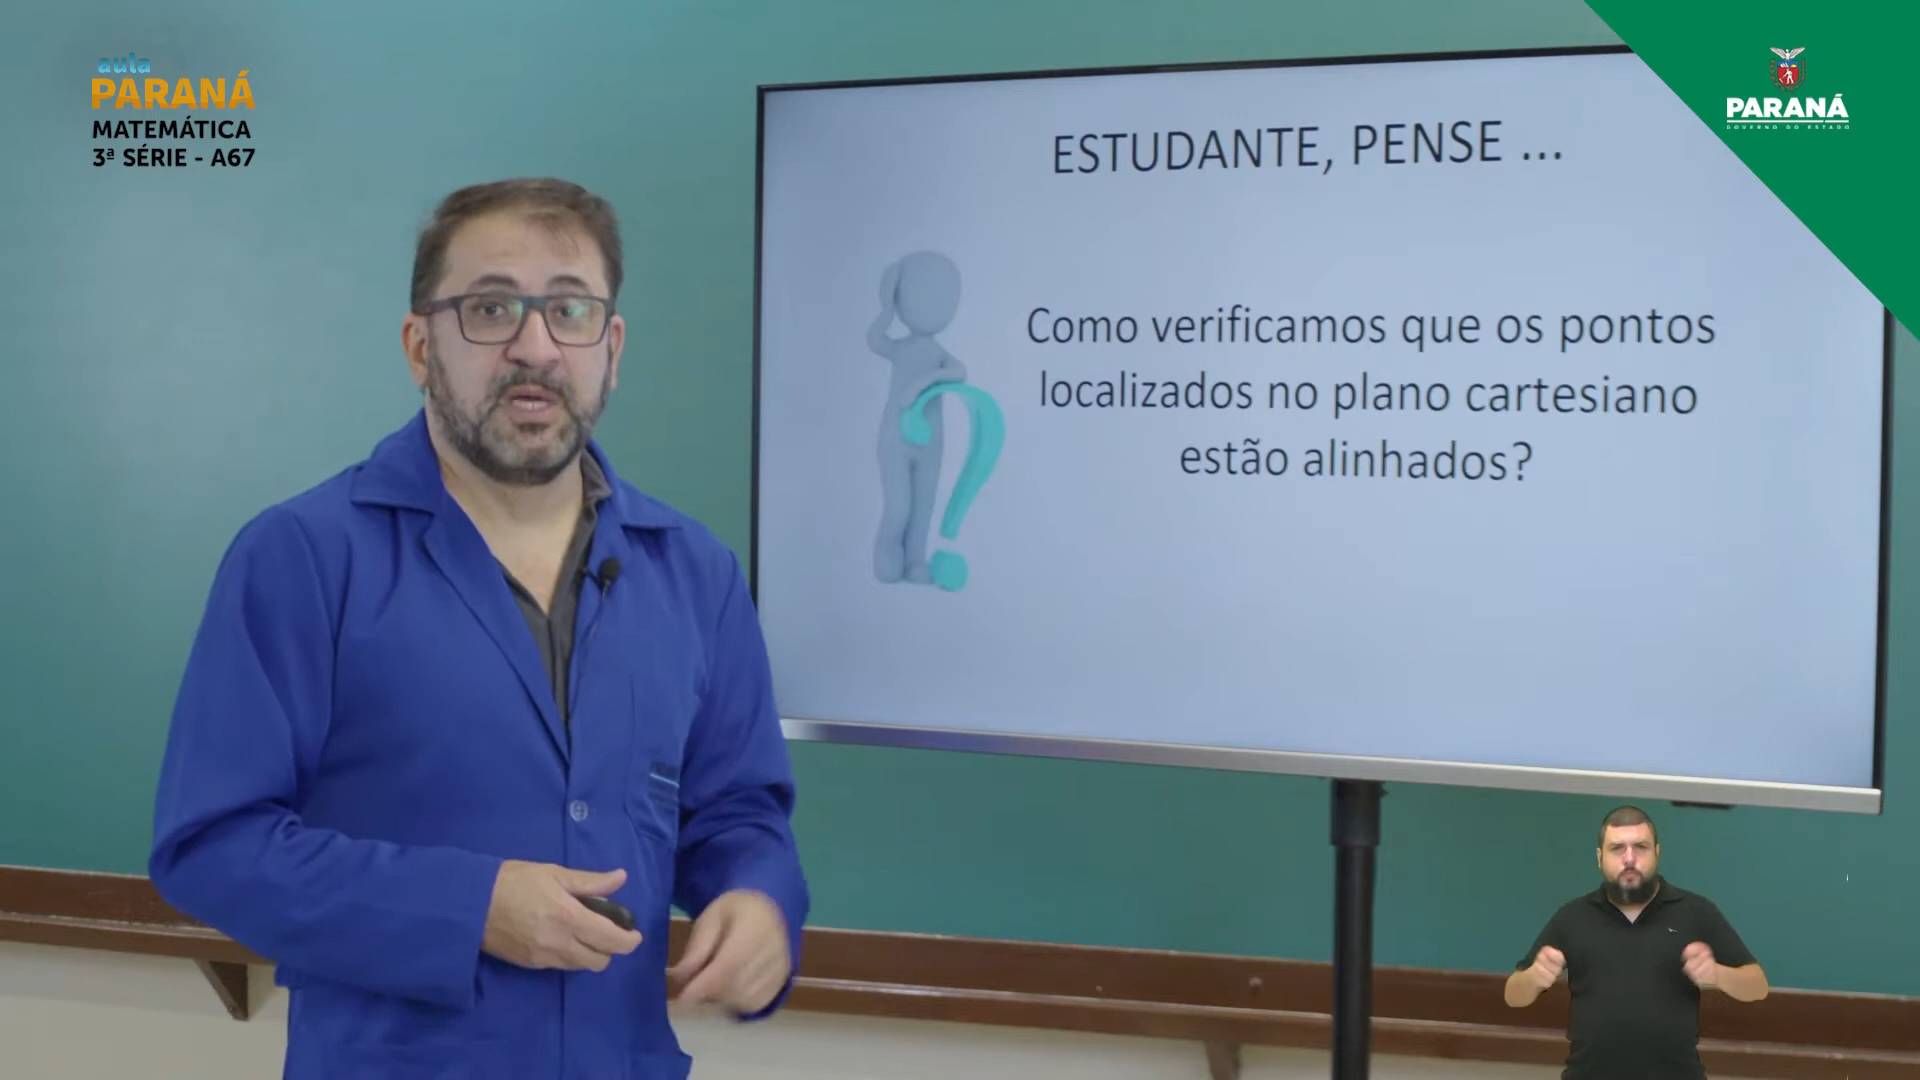 aula
PARANÁ
MATEMÁTICA
3ª SÉRIE - A67
PARANÁ
GOVERNO DO ESTADO
ESTUDANTE, PENSE ...
Como verificamos que os pontos
localizados no plano cartesiano
estão alinhados?